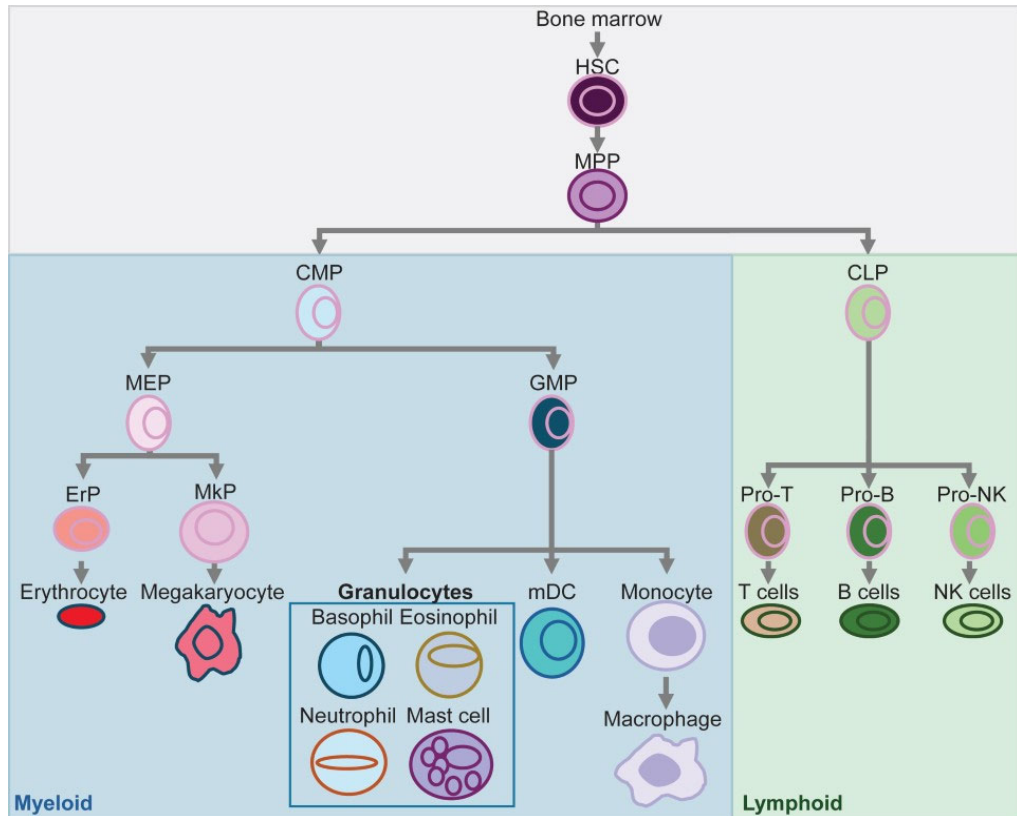 Bone marrow
HSC
MPP
CMP
CLP
MEP
GMP
ErP
MkP
Pro-T
Pro-B
Pro-NK
Erythrocyte
Megakaryocyte
Granulocytes
mDC
Monocyte
T cells
B cells
NK cells
Basophil
Eosinophil
Neutrophil
Mast cell
Macrophage
Myeloid
Lymphoid